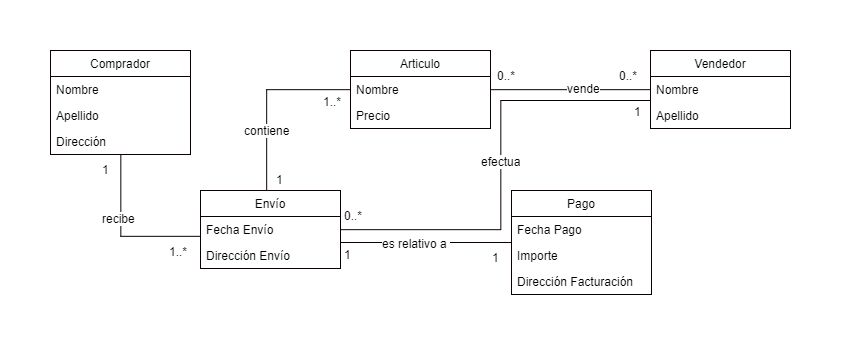 Comprador
Nombre
Apellido
Dirección
1
recibe
1..*
Articulo
Nombre
Precio
1..*
contiene
1
0..*
vende
0..*
Vendedor
Nombre
Apellido
1
efectua
0..*
Envío
Fecha Envío
Dirección Envío
1
es relativo a
1
Pago
Fecha Pago
Importe
Dirección Facturación